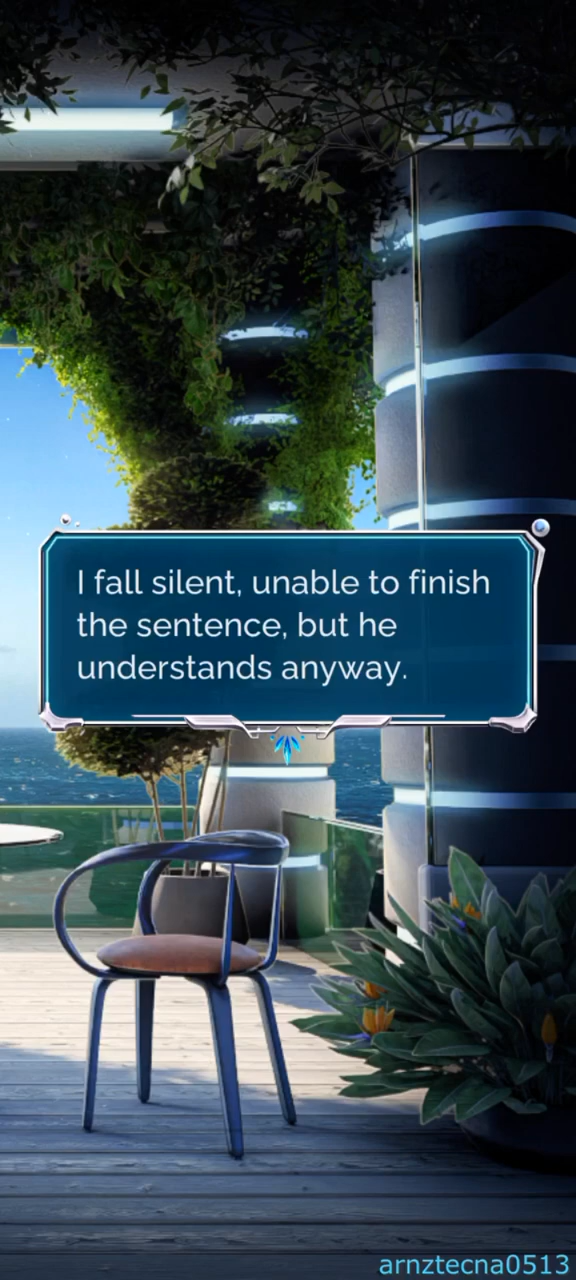 I fall silent, unable to finish
the sentence, but he
understands anyway.
arnztecna0513